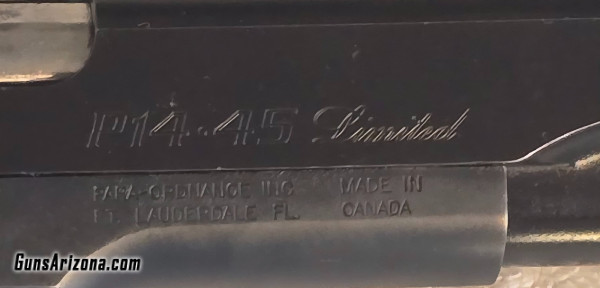 P14·45 Limited
PARA-ORDNANCE INC. MADE IN
FT. LAUDERDALE FL. CANADA
GunsArizona.com